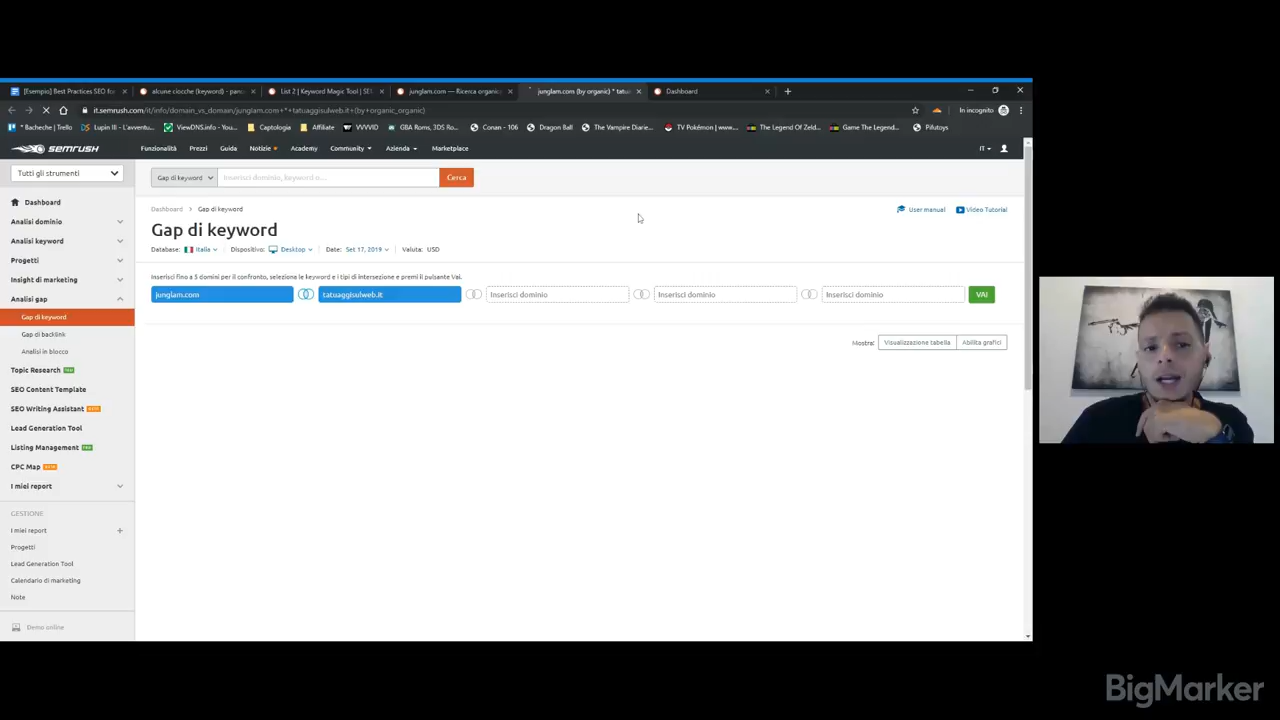 [Esempio] Best Practices SEO for
alcune ciocche (keyword) - pano
List 2 | Keyword Magic Tool | SE
junglam.com — Ricerca organic
junglam.com (by organic) * tatu
Dashboard
it.semrush.com/it/info/domain_vs_domain/junglam.com+*+tatuaggisulweb.it+(by+organic_organic)
In incognito
* Bacheche | Trello
Lupin III - L'avventu...
ViewDNS.info - You...
Captologia
Affiliate
VVVVID
GBA Roms, 3DS Ro...
Conan - 106
Dragon Ball
The Vampire Diarie...
TV Pokémon | www....
The Legend Of Zeld...
Game The Legend...
Pifutoys
SEMRUSH
Funzionalità
Prezzi
Guida
Notizie
Academy
Community
Azienda
Marketplace
IT
Tutti gli strumenti
Gap di keyword
Inserisci dominio, keyword o...
Cerca
Dashboard
Analisi dominio
Analisi keyword
Progetti
Insight di marketing
Analisi gap
Gap di keyword
Gap di backlink
Analisi in blocco
Topic Research
SEO Content Template
SEO Writing Assistant BETA
Lead Generation Tool
Listing Management
CPC Map BETA
I miei report
GESTIONE
I miei report
Progetti
Lead Generation Tool
Calendario di marketing
Note
Demo online
Dashboard > Gap di keyword
User manual
Video Tutorial
Gap di keyword
Database: Italia
Dispositivo: Desktop
Date: Set 17, 2019
Valuta: USD
Inserisci fino a 5 domini per il confronto, seleziona le keyword e i tipi di intersezione e premi il pulsante Vai.
junglam.com
tatuaggisulweb.it
Inserisci dominio
Inserisci dominio
Inserisci dominio
VAI
Mostra:
Visualizzazione tabella
Abilita grafici
BigMarker